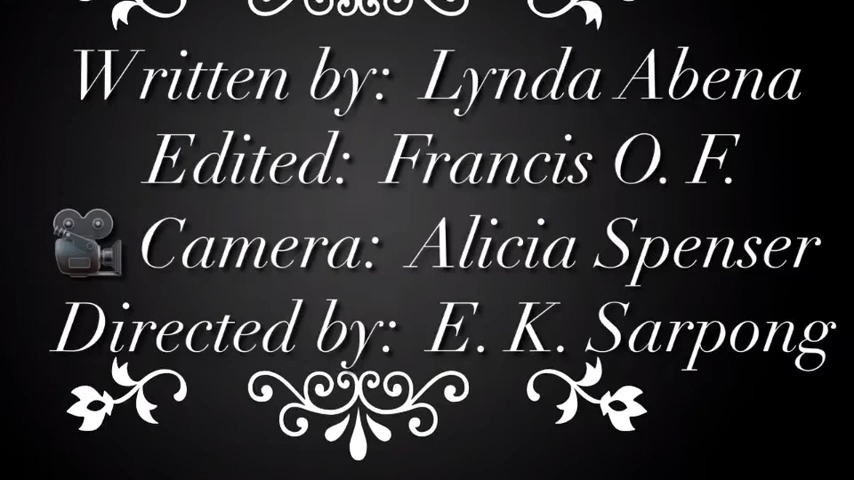 Written by: Lynda Abena
Edited: Francis O. F.
Camera: Alicia Spenser
Directed by: E. K. Sarpong